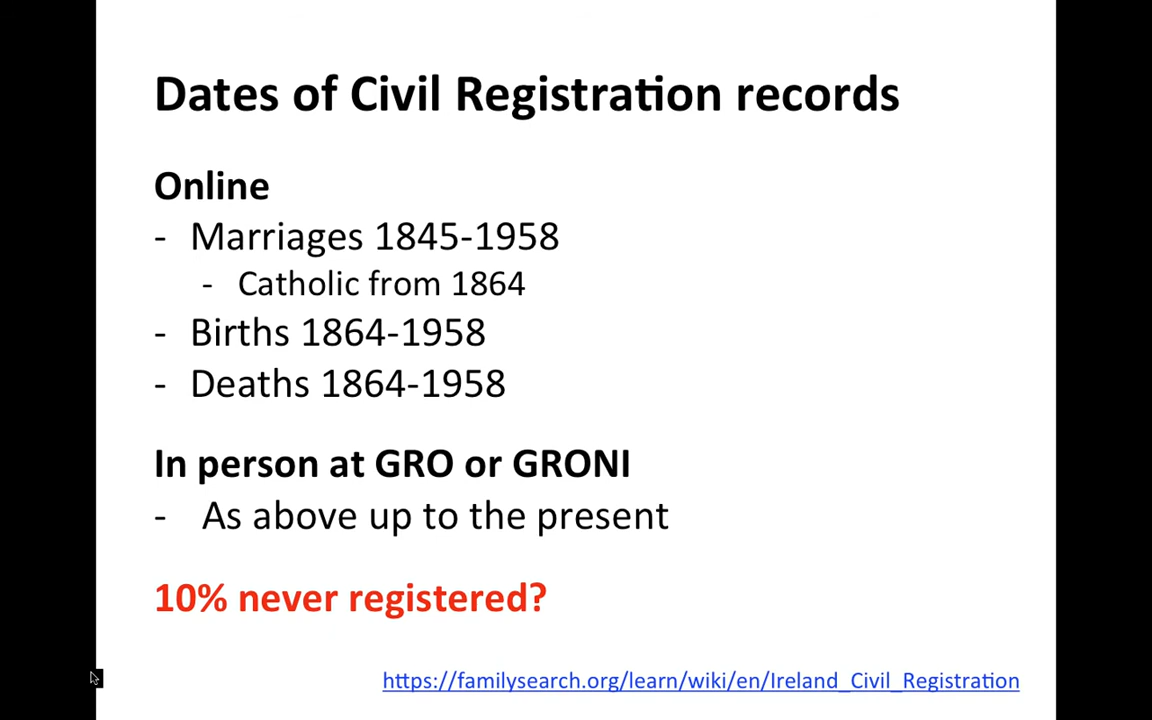 Dates of Civil Registration records
Online
- Marriages 1845-1958
- Catholic from 1864
- Births 1864-1958
- Deaths 1864-1958
In person at GRO or GRONI
- As above up to the present
10% never registered?
https://familysearch.org/learn/wiki/en/Ireland_Civil_Registration